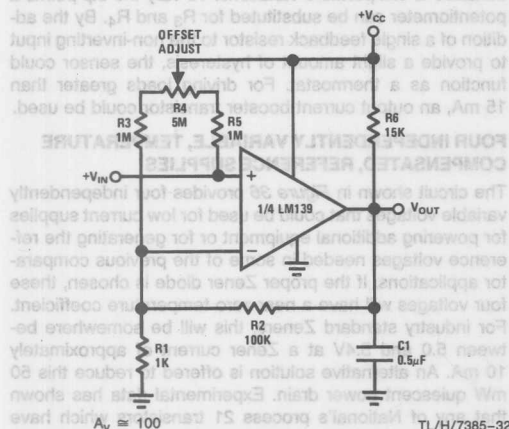 +VCC
OFFSET
ADJUST
R4
5M
R3
1M
R5
1M
R6
15K
+VIN
+
1/4 LM139
VOUT
−
R2
100K
R1
1K
C1
0.5μF
AV ≅ 100
TL/H/7385–32
potentiometer can be substituted for R3 and R4. By the ad-
dition of a single feedback resistor to the non-inverting input
to provide a slight amount of hysteresis, the sensor could
function as a thermostat. For driving loads greater than
15 mA, an output current booster transistor could be used.
FOUR INDEPENDENTLY VARIABLE, TEMPERATURE
COMPENSATED, REFERENCE SUPPLIES
The circuit shown in Figure 36 provides four independently
variable voltages that could be used for low current supplies
for powering additional equipment or for generating the ref-
erence voltages needed in some of the previous compara-
tor applications. If the proper Zener diode is chosen, these
four voltages will have a near zero temperature coefficient.
For industry standard Zeners, this will be somewhere be-
tween 5.0 and 5.4V at a Zener current of approximately
10 mA. An alternative solution is offered to reduce this 50
mW quiescent power drain. Experimental data has shown
that any of National's process 21 transistors which have